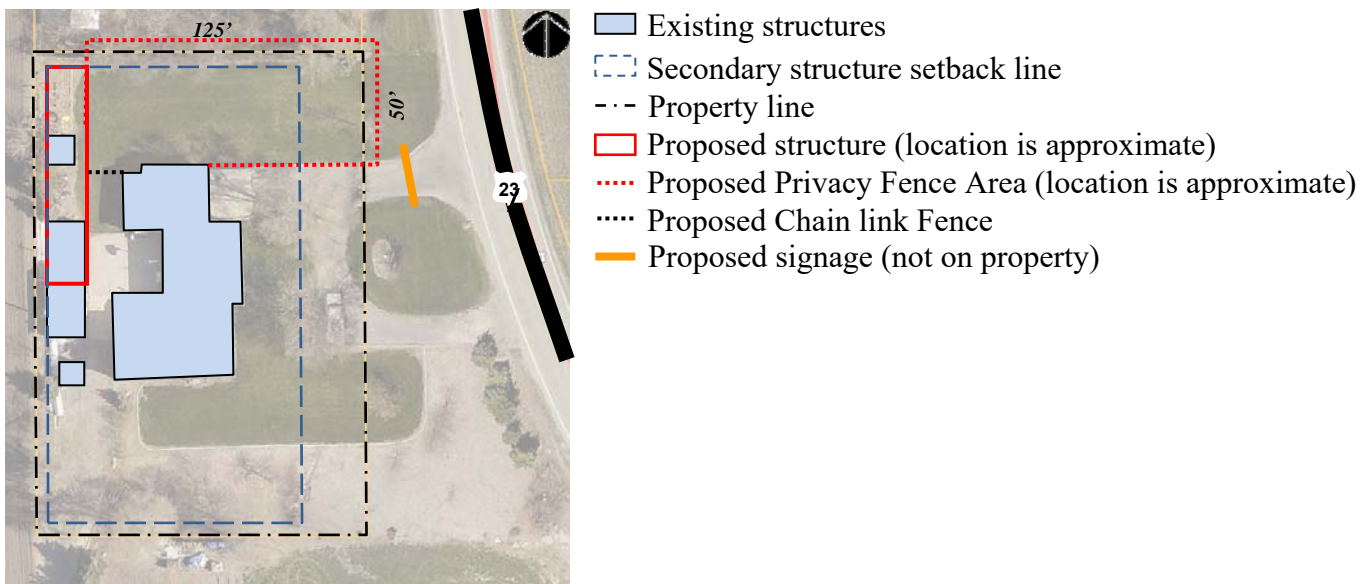 125’
50’
23
Existing structures
Secondary structure setback line
Property line
Proposed structure (location is approximate)
Proposed Privacy Fence Area (location is approximate)
Proposed Chain link Fence
Proposed signage (not on property)